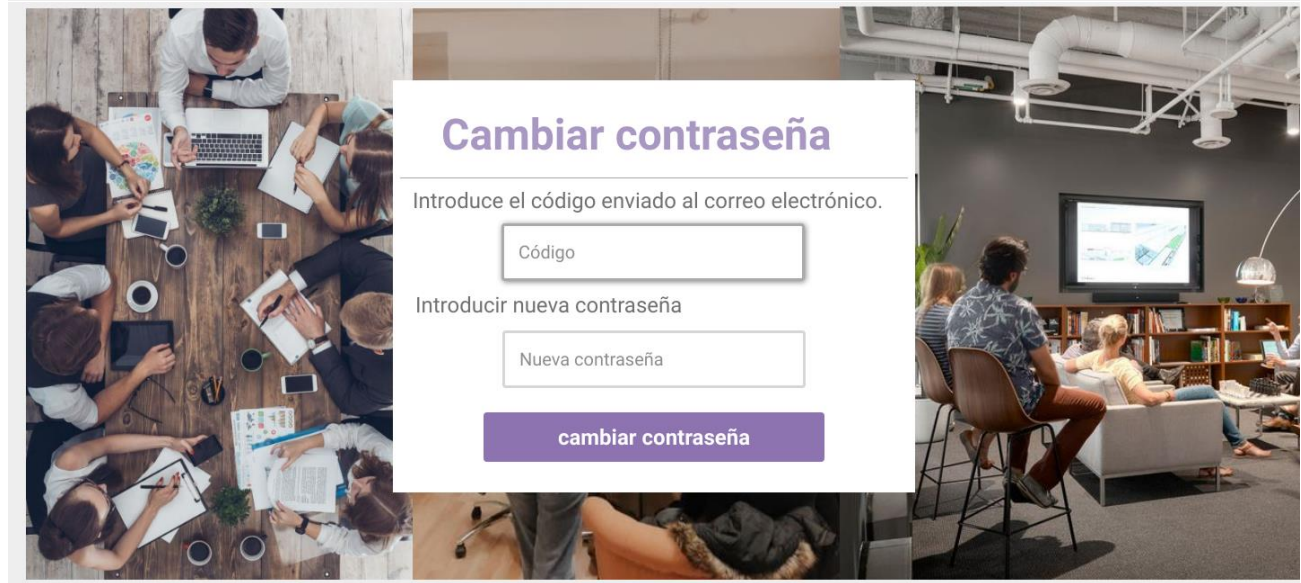 Cambiar contraseña
Introduce el código enviado al correo electrónico.
Código
Introducir nueva contraseña
Nueva contraseña
cambiar contraseña